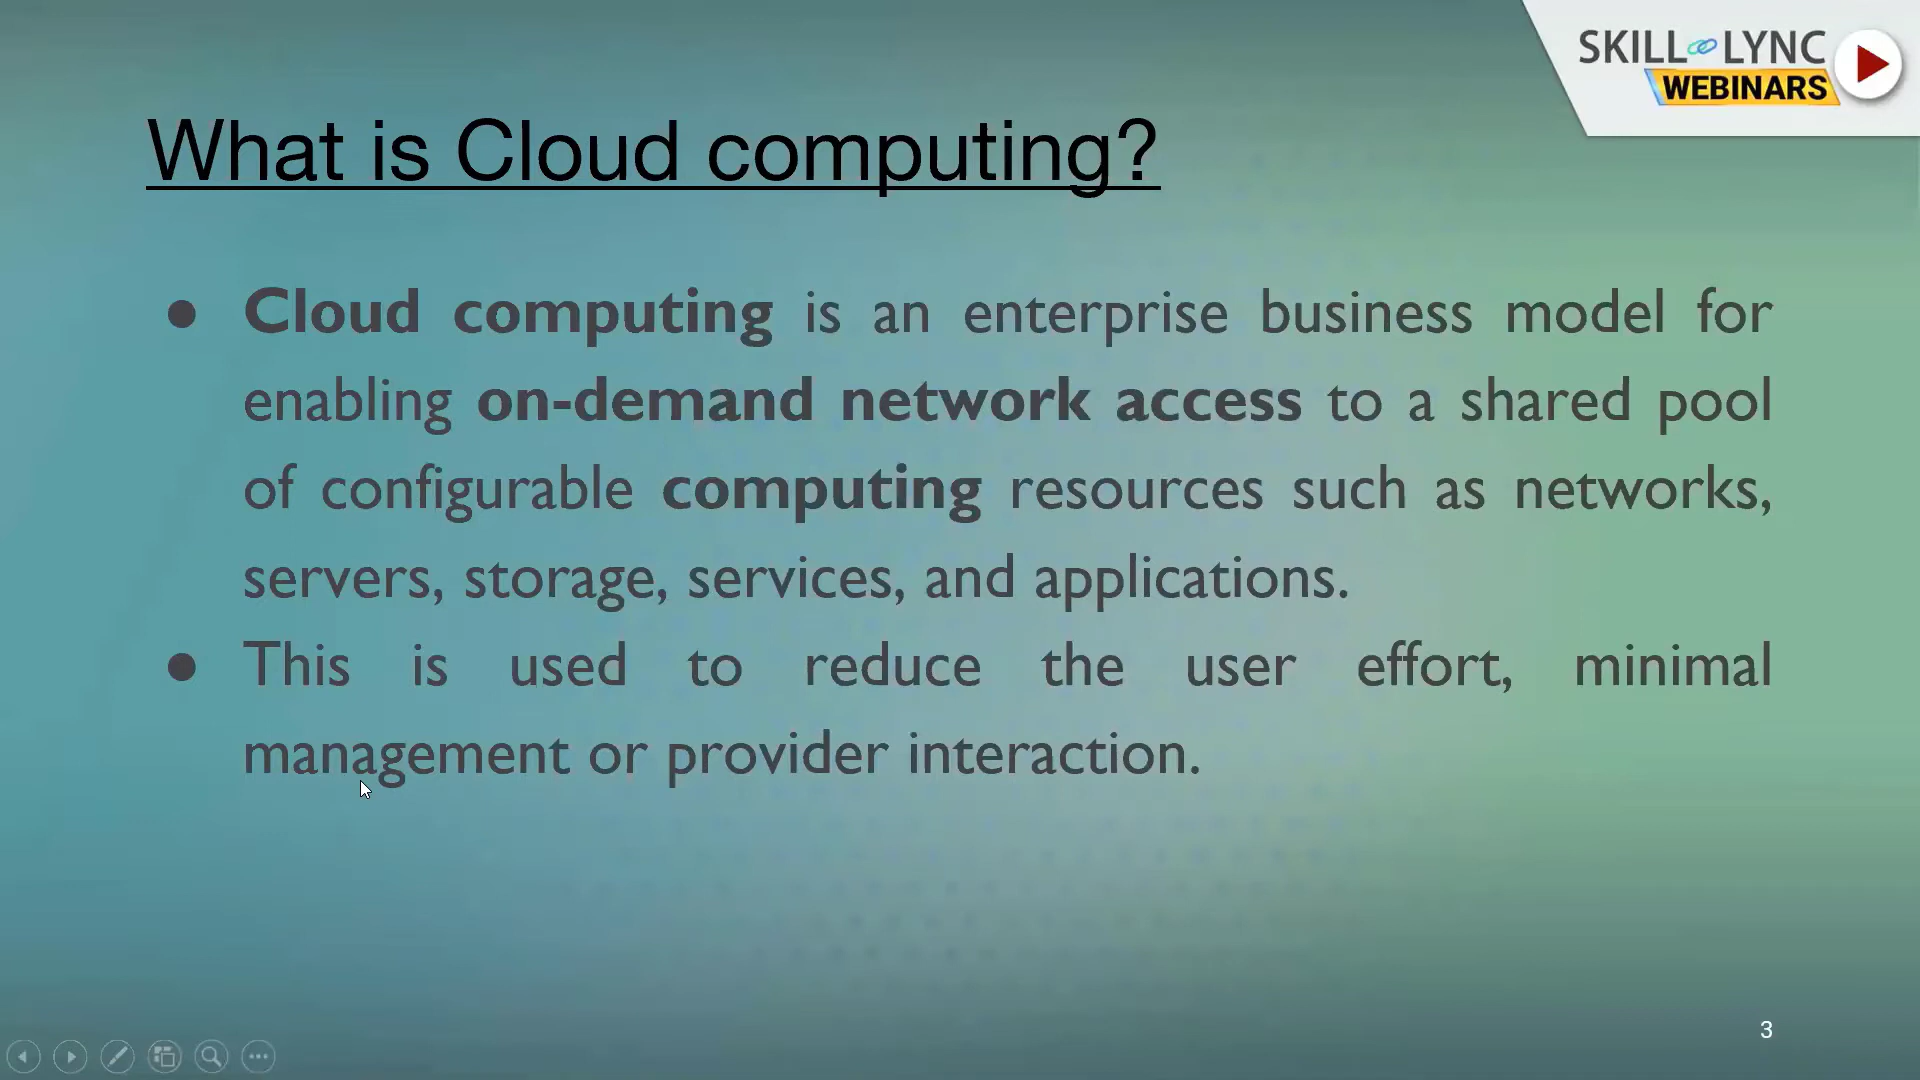 SKILL LYNC
WEBINARS
What is Cloud computing?
● Cloud computing is an enterprise business model for
enabling on-demand network access to a shared pool
of configurable computing resources such as networks,
servers, storage, services, and applications.
● This is used to reduce the user effort, minimal
management or provider interaction.
3